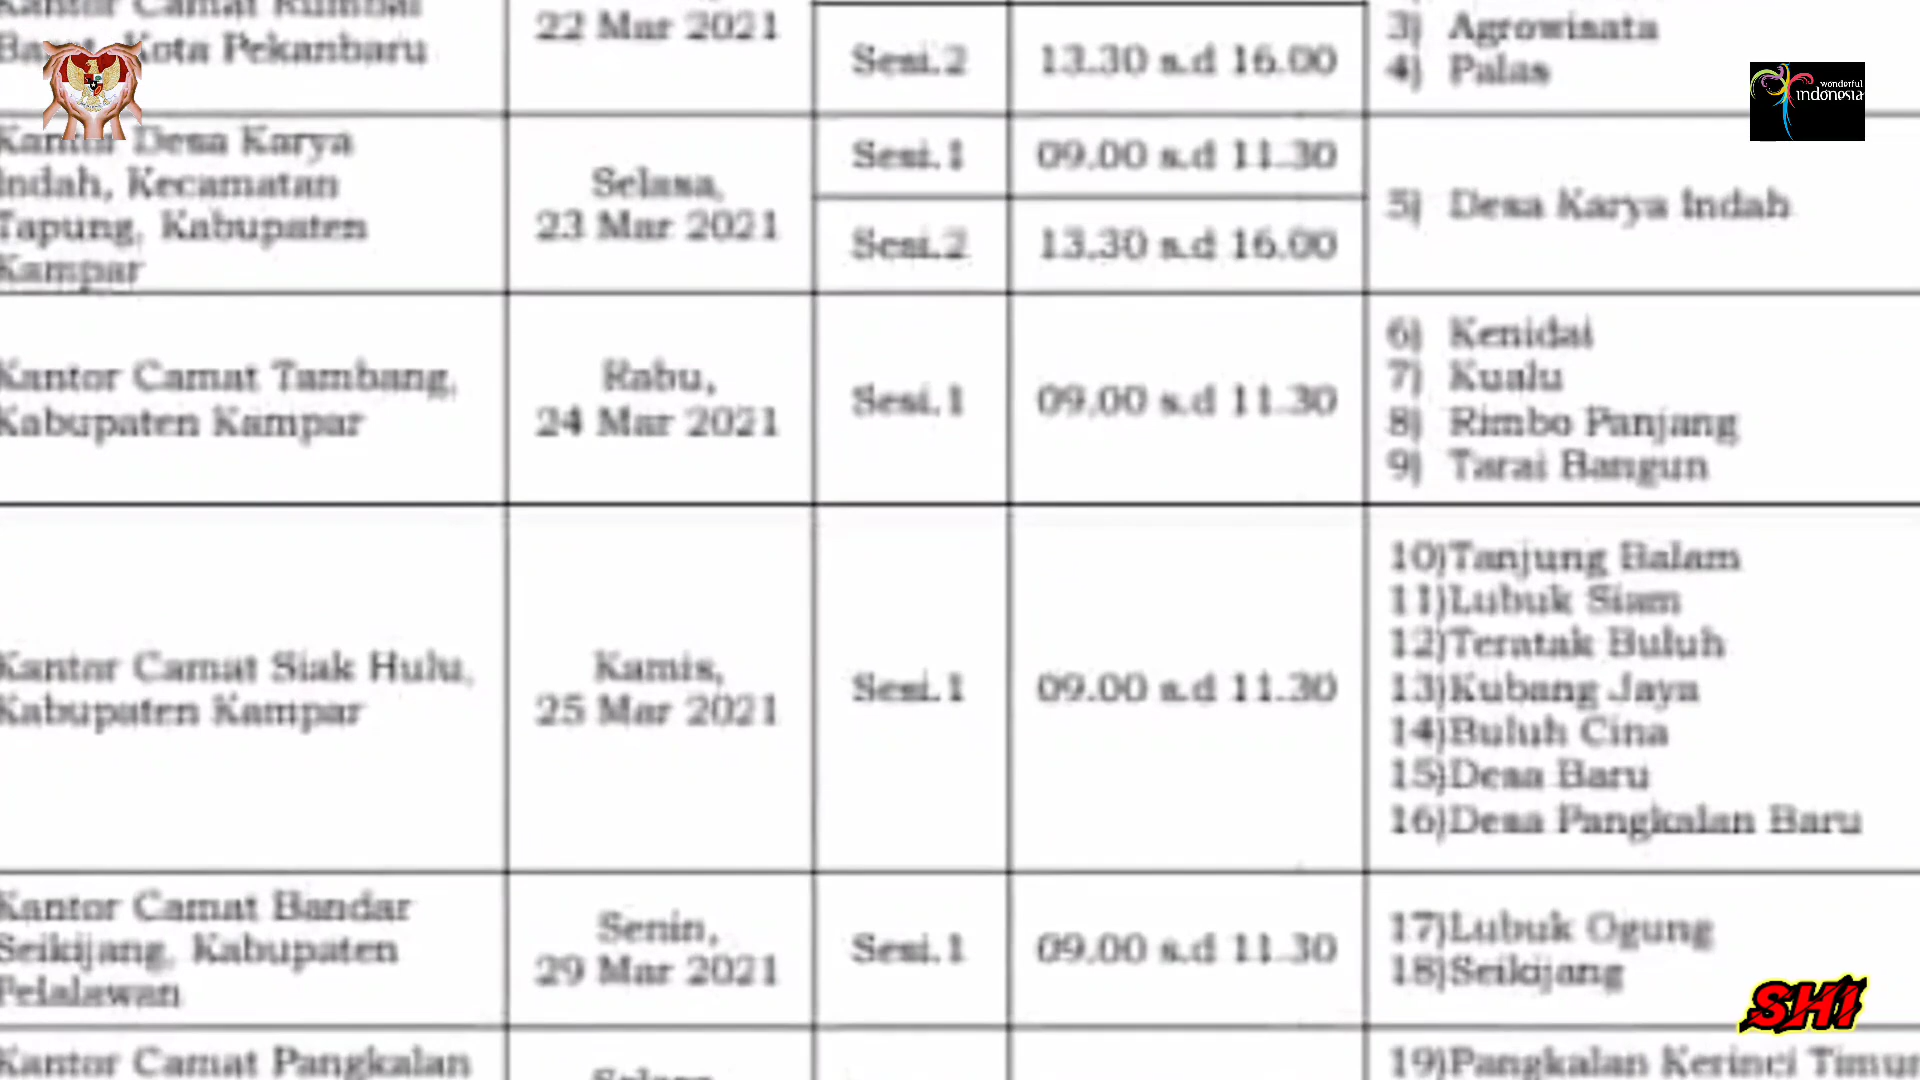 Kantor Camat Rumbai
Barat, Kota Pekanbaru
22 Mar 2021
Sesi.2
13.30 s.d 16.00
3) Agrowisata
4) Palas
Kantor Desa Karya
Indah, Kecamatan
Tapung, Kabupaten
Kampar
Selasa,
23 Mar 2021
Sesi.1
09.00 s.d 11.30
Sesi.2
13.30 s.d 16.00
5) Desa Karya Indah
Kantor Camat Tambang,
Kabupaten Kampar
Rabu,
24 Mar 2021
Sesi.1
09.00 s.d 11.30
6) Kenidai
7) Kualu
8) Rimbo Panjang
9) Tarai Bangun
Kantor Camat Siak Hulu,
Kabupaten Kampar
Kamis,
25 Mar 2021
Sesi.1
09.00 s.d 11.30
10)Tanjung Balam
11)Lubuk Siam
12)Teratak Buluh
13)Kubang Jaya
14)Buluh Cina
15)Desa Baru
16)Desa Pangkalan Baru
Kantor Camat Bandar
Seikijang, Kabupaten
Pelalawan
Senin,
29 Mar 2021
Sesi.1
09.00 s.d 11.30
17)Lubuk Ogung
18)Seikijang
Kantor Camat Pangkalan
Selasa
19)Pangkalan Kerinci Timur
wonderful
indonesia
SHI